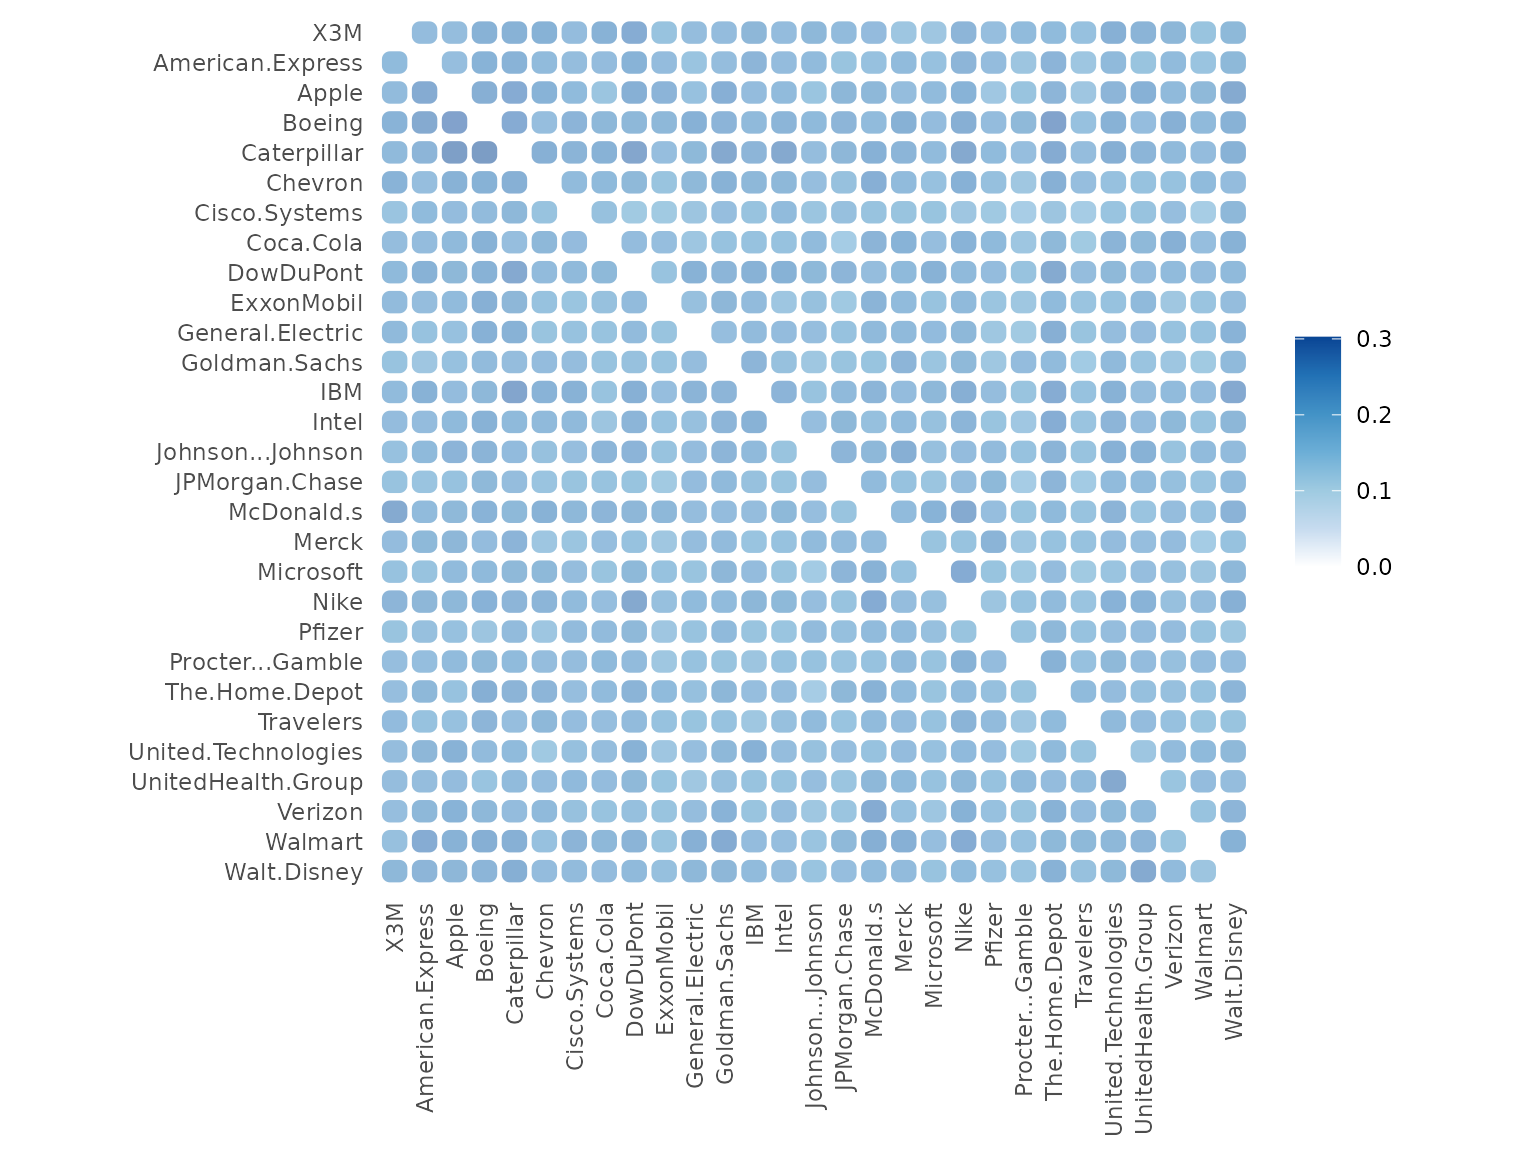 X3M
American.Express
Apple
Boeing
Caterpillar
Chevron
Cisco.Systems
Coca.Cola
DowDuPont
ExxonMobil
General.Electric
Goldman.Sachs
IBM
Intel
Johnson...Johnson
JPMorgan.Chase
McDonald.s
Merck
Microsoft
Nike
Pfizer
Procter...Gamble
The.Home.Depot
Travelers
United.Technologies
UnitedHealth.Group
Verizon
Walmart
Walt.Disney
X3M
American.Express
Apple
Boeing
Caterpillar
Chevron
Cisco.Systems
Coca.Cola
DowDuPont
ExxonMobil
General.Electric
Goldman.Sachs
IBM
Intel
Johnson...Johnson
JPMorgan.Chase
McDonald.s
Merck
Microsoft
Nike
Pfizer
Procter...Gamble
The.Home.Depot
Travelers
United.Technologies
UnitedHealth.Group
Verizon
Walmart
Walt.Disney
0.3
0.2
0.1
0.0